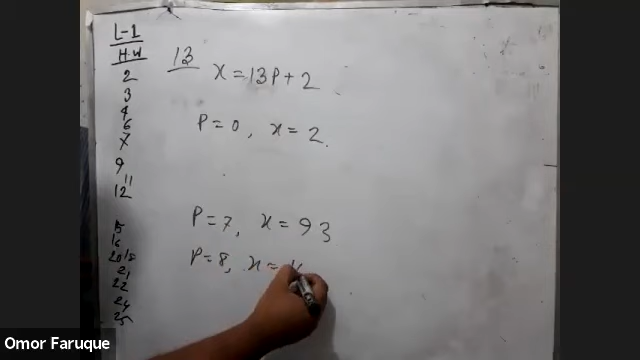 L-1
H.W
2
3
4
6
7
9
11
12
15
16
20 18
21
22
24
25
13
x = 13P + 2
P = 0, x = 2.
P = 7, x = 93
P = 8, x =
Omor Faruque